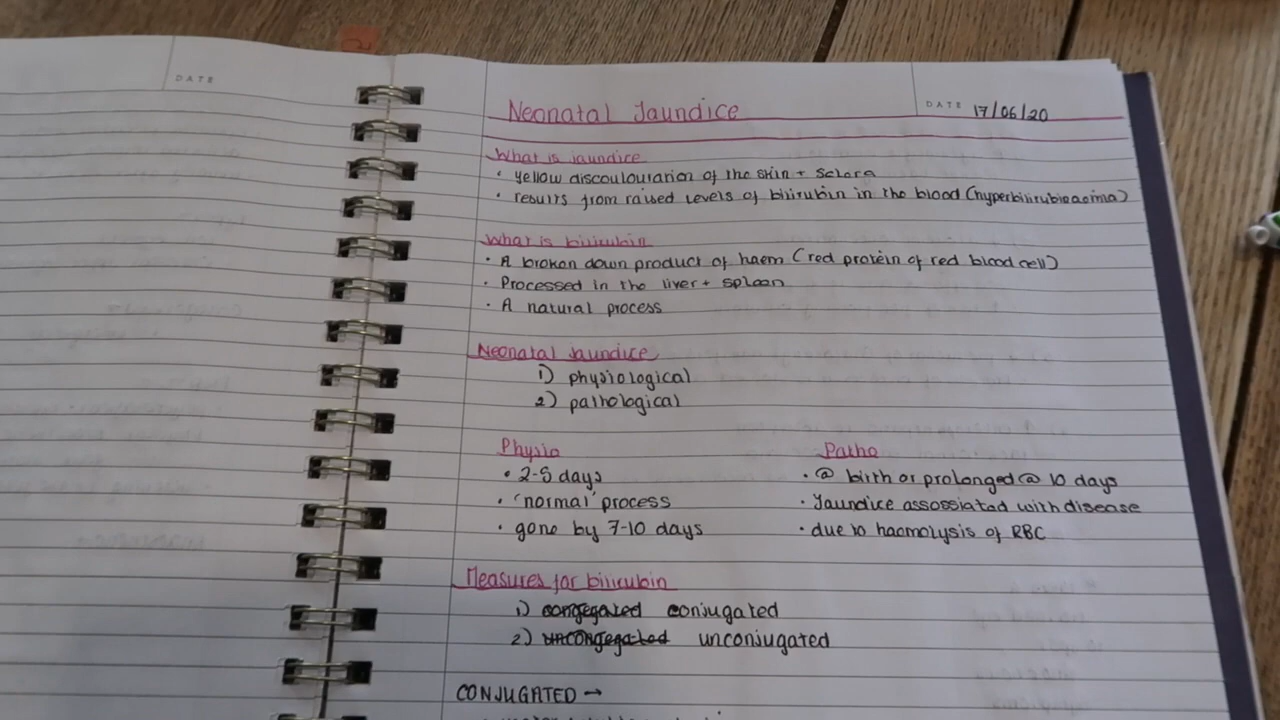 DATE
Neonatal Jaundice
DATE 17/06/20
What is jaundice
• yellow discoulouration of the skin + Sclera
• results from raised levels of bilirubin in the blood (hyperbilirubinaemia)
What is bilirubin
• A broken down product of haem (red protein of red blood cell)
• Processed in the liver + spleen
• A natural process
Neonatal jaundice
1) physiological
2) pathological
Physio Patho
• 2-5 days • @ birth or prolonged @ 10 days
• 'normal' process • Jaundice assossiated with disease
• gone by 7-10 days • due to haemolysis of RBC
Measures for bilirubin
1) congegated conjugated
2) uncongegated unconjugated
CONJUGATED →